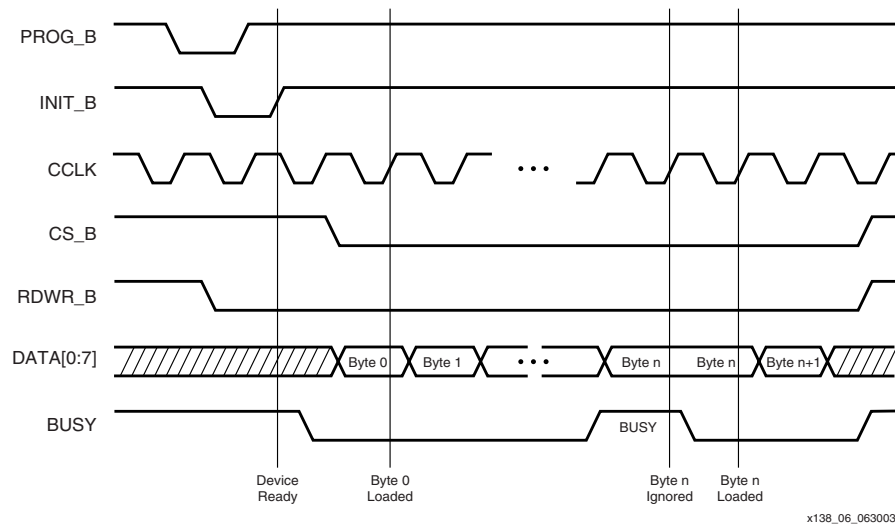 PROG_B
INIT_B
CCLK
CS_B
RDWR_B
DATA[0:7]
Byte 0
Byte 1
Byte n
Byte n
Byte n+1
BUSY
BUSY
Device
Ready
Byte 0
Loaded
Byte n
Ignored
Byte n
Loaded
x138_06_063003